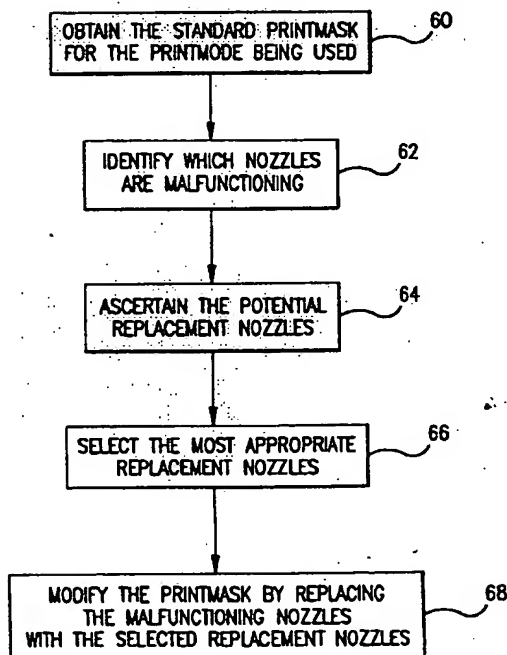 OBTAIN THE STANDARD PRINTMASK
FOR THE PRINTMODE BEING USED
60
IDENTIFY WHICH NOZZLES
ARE MALFUNCTIONING
62
ASCERTAIN THE POTENTIAL
REPLACEMENT NOZZLES
64
SELECT THE MOST APPROPRIATE
REPLACEMENT NOZZLES
66
MODIFY THE PRINTMASK BY REPLACING
THE MALFUNCTIONING NOZZLES
WITH THE SELECTED REPLACEMENT NOZZLES
68